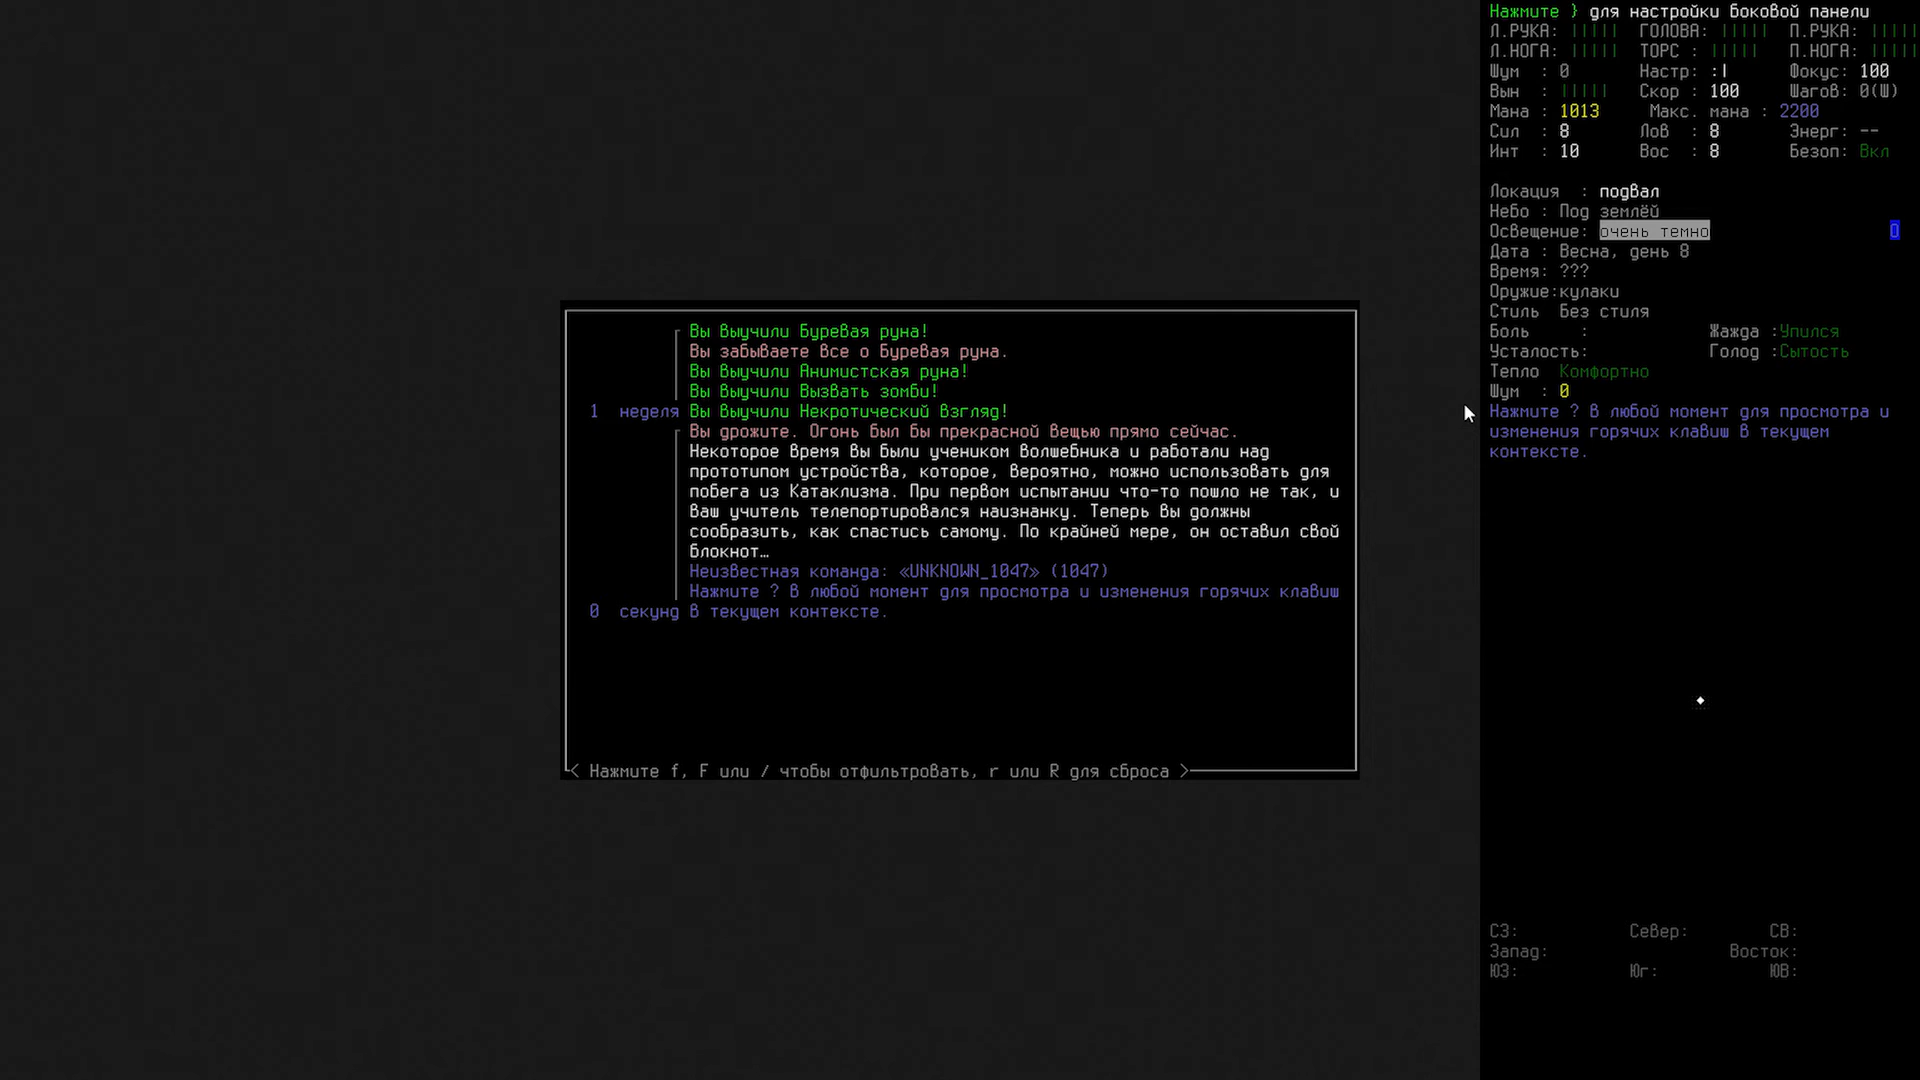 Вы выучили Буревая руна!
Вы забываете все о Буревая руна.
Вы выучили Анимистская руна!
Вы выучили Вызвать зомби!
1 неделя Вы выучили Некротический Взгляд!
Вы дрожите. Огонь был бы прекрасной вещью прямо сейчас.
Некоторое время вы были учеником волшебника и работали над
прототипом устройства, которое, вероятно, можно использовать для
побега из Катаклизма. При первом испытании что-то пошло не так, и
ваш учитель телепортировался наизнанку. Теперь вы должны
сообразить, как спастись самому. По крайней мере, он оставил свой
блокнот…
Неизвестная команда: «UNKNOWN_1047» (1047)
Нажмите ? в любой момент для просмотра и изменения горячих клавиш
0 секунд в текущем контексте.
< Нажмите f, F или / чтобы отфильтровать, r или R для сброса >
Нажмите } для настройки боковой панели
Л.РУКА: ||||| ГОЛОВА: ||||| П.РУКА: |||||
Л.НОГА: ||||| ТОРС : ||||| П.НОГА: |||||
Шум : 0 Настр: :| Фокус: 100
Вын : ||||| Скор : 100 Шагов: 0(Ш)
Мана : 1013 Макс. мана : 2200
Сил : 8 Лов : 8 Энерг: --
Инт : 10 Вос : 8 Безоп: Вкл
Локация : подвал
Небо : Под землёй
Освещение: очень темно 0
Дата : Весна, день 8
Время: ???
Оружие:кулаки
Стиль Без стиля
Боль : Жажда :Упился
Усталость: Голод :Сытость
Тепло Комфортно
Шум : 0
Нажмите ? в любой момент для просмотра и
изменения горячих клавиш в текущем
контексте.
СЗ: Север: СВ:
Запад: Восток:
ЮЗ: Юг: ЮВ: